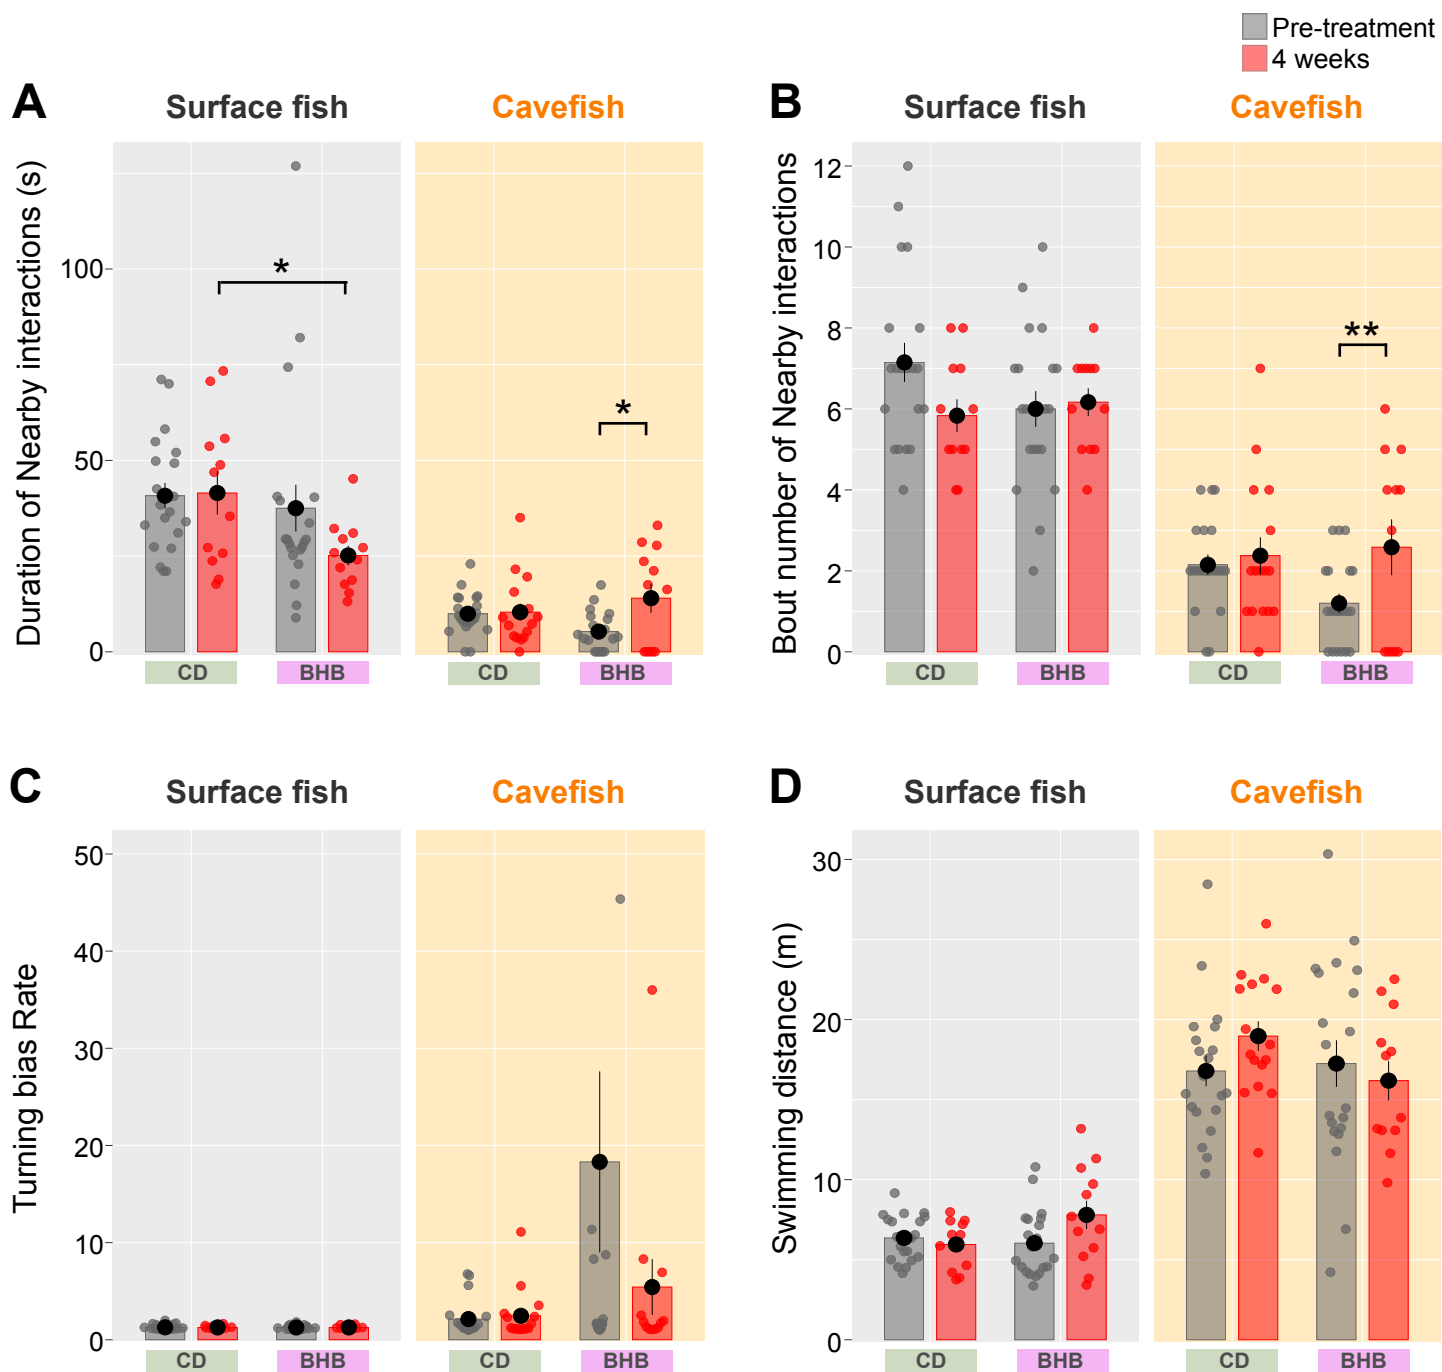 Pre-treatment
4 weeks
A
Surface fish
Cavefish
Duration of Nearby interactions (s)
100
50
0
*
*
CD
BHB
CD
BHB
B
Surface fish
Cavefish
Bout number of Nearby interactions
12
10
8
6
4
2
0
**
CD
BHB
CD
BHB
C
Surface fish
Cavefish
Turning bias Rate
50
40
30
20
10
0
CD
BHB
CD
BHB
D
Surface fish
Cavefish
Swimming distance (m)
30
20
10
0
CD
BHB
CD
BHB